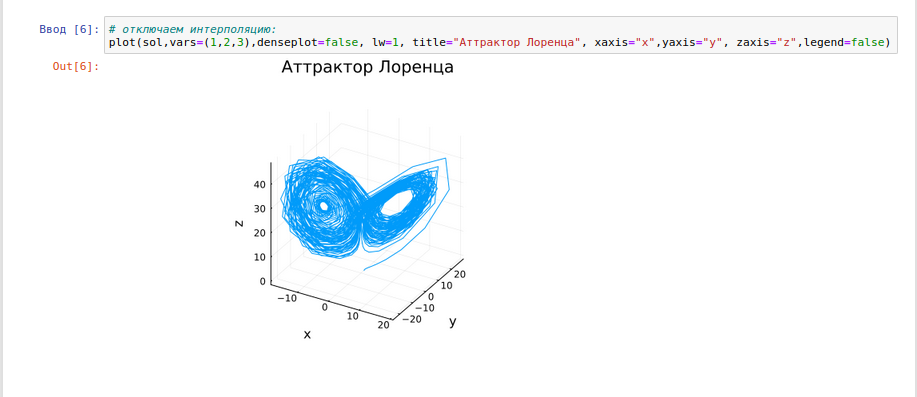 Ввод [6]: # отключаем интерполяцию:
plot(sol,vars=(1,2,3),denseplot=false, lw=1, title="Аттрактор Лоренца", xaxis="x",yaxis="y", zaxis="z",legend=false)
Out[6]:
Аттрактор Лоренца
40
30
20
10
0
z
−10
0
10
20
x
−20
−10
0
10
20
y